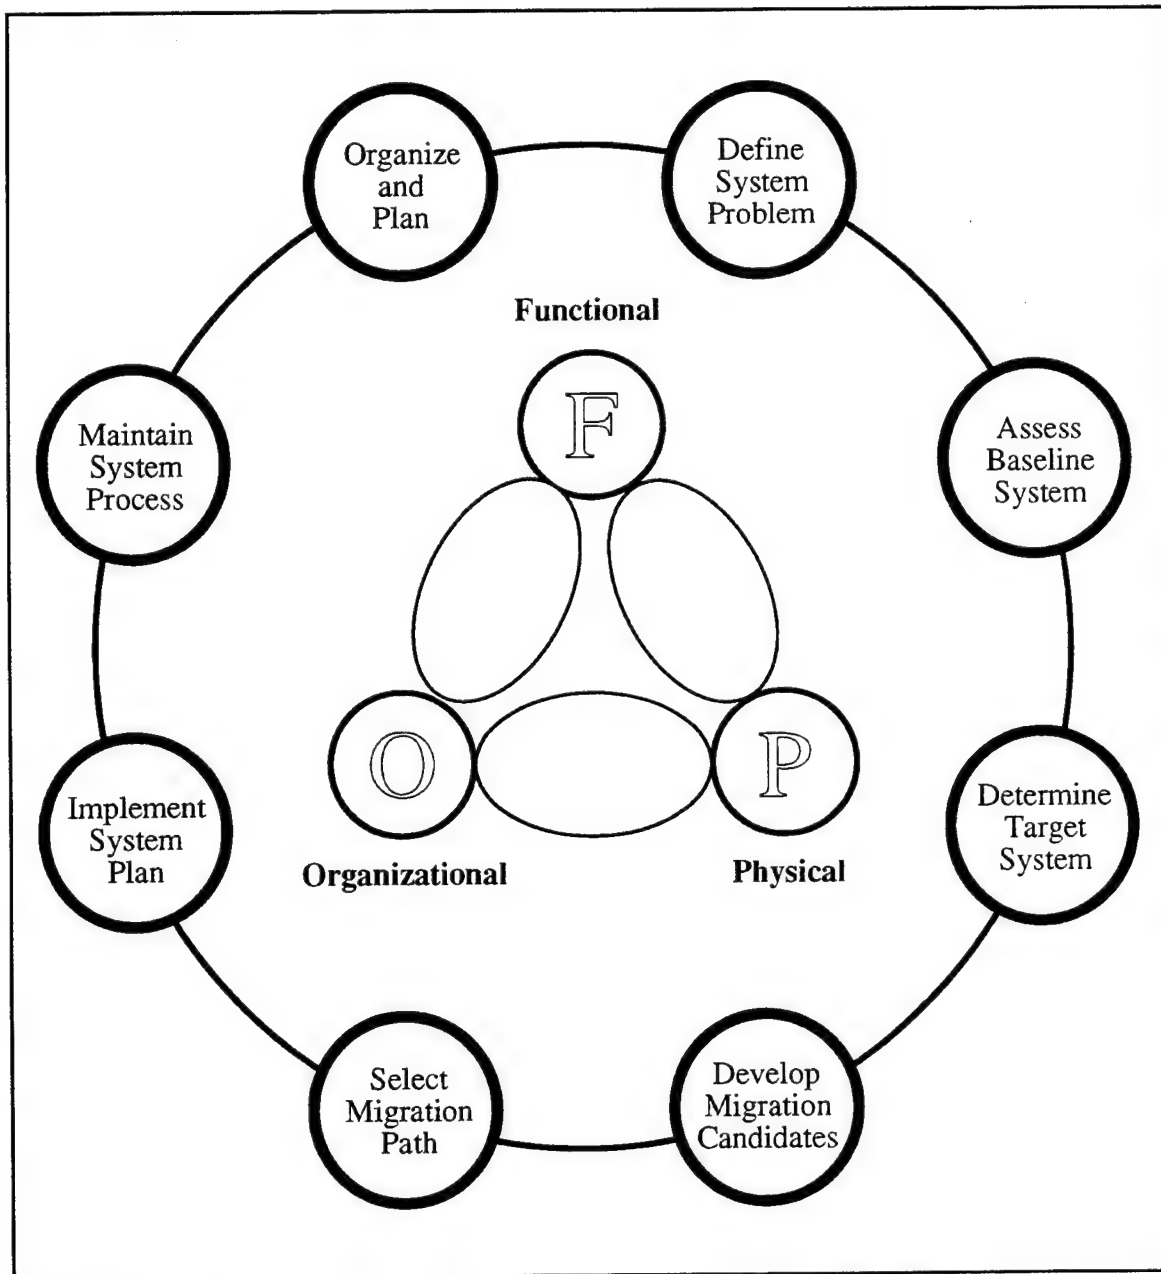 Organize
and
Plan
Define
System
Problem
Functional
F
Maintain
System
Process
Assess
Baseline
System
O
P
Implement
System
Plan
Organizational
Physical
Determine
Target
System
Select
Migration
Path
Develop
Migration
Candidates